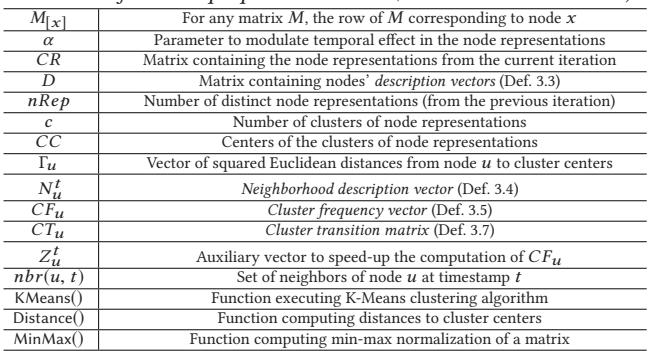 M[x] For any matrix M, the row of M corresponding to node x
α Parameter to modulate temporal effect in the node representations
CR Matrix containing the node representations from the current iteration
D Matrix containing nodes' description vectors (Def. 3.3)
nRep Number of distinct node representations (from the previous iteration)
c Number of clusters of node representations
CC Centers of the clusters of node representations
Γu Vector of squared Euclidean distances from node u to cluster centers
N_u^t Neighborhood description vector (Def. 3.4)
CFu Cluster frequency vector (Def. 3.5)
CTu Cluster transition matrix (Def. 3.7)
Z_u^t Auxiliary vector to speed-up the computation of CFu
nbr(u, t) Set of neighbors of node u at timestamp t
KMeans() Function executing K-Means clustering algorithm
Distance() Function computing distances to cluster centers
MinMax() Function computing min-max normalization of a matrix